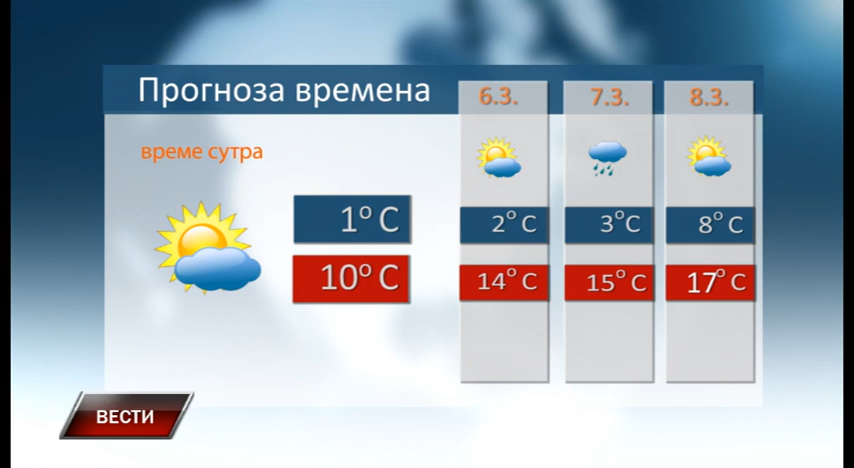 Прогноза времена
време сутра
1° C
10° C
6.3.
2° C
14° C
7.3.
3°C
15° C
8.3.
8° C
17° C
ВЕСТИ